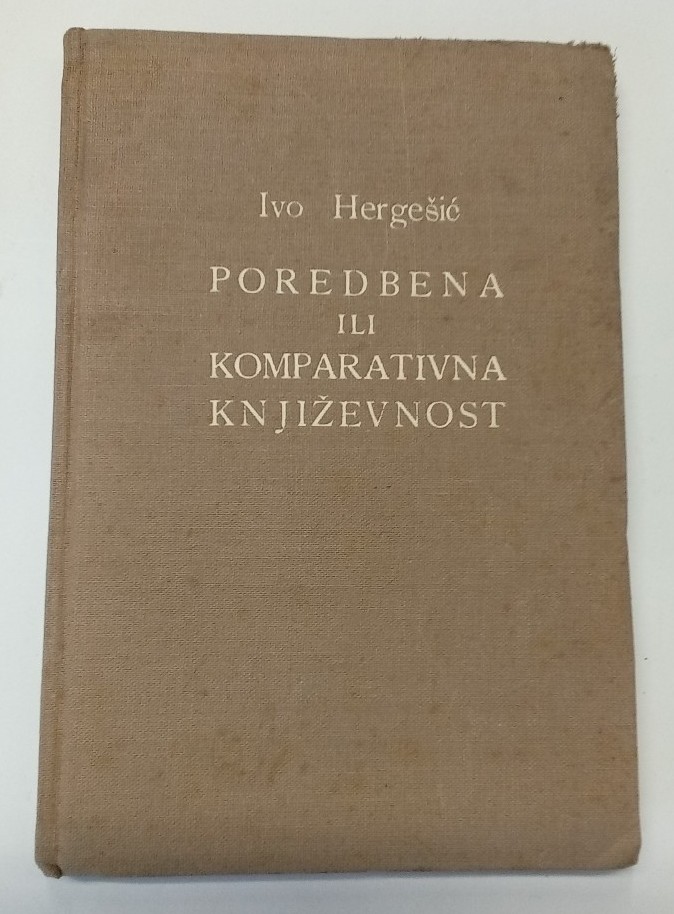 Ivo Hergešić
POREDBENA
ILI
KOMPARATIVNA
KNJIŽEVNOST